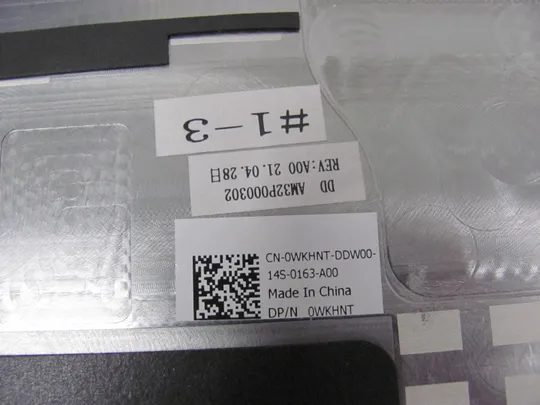 #1-3
DD AM32P000302
REV:A00 21.04.28日
CN-0WKHNT-DDW00-
14S-0163-A00
Made In China
DP/N 0WKHNT